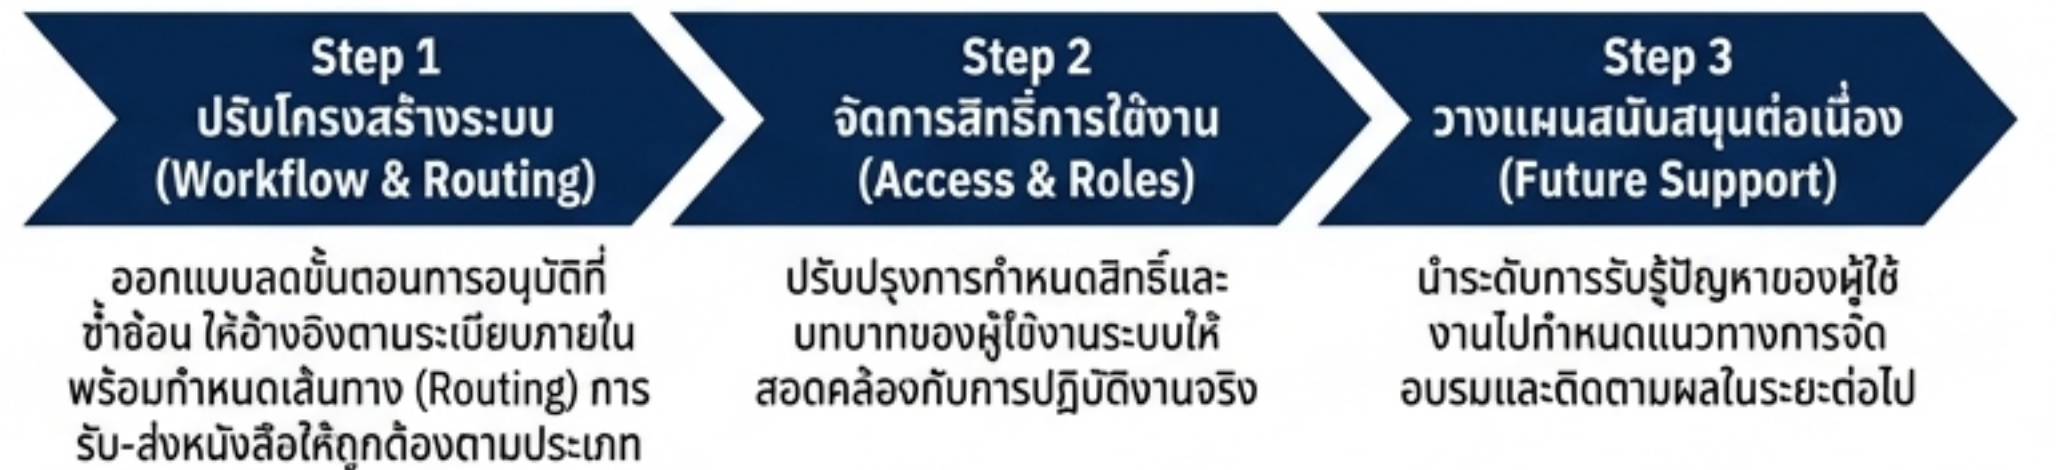 Step 1
ปรับโครงสร้างระบบ
(Workflow & Routing)
ออกแบบลดขั้นตอนการอนุมัติที่
ซ้ำซ้อน ให้อ้างอิงตามระเบียบภายใน
พร้อมกำหนดเส้นทาง (Routing) การ
รับ-ส่งหนังสือให้ถูกต้องตามประเภท
Step 2
จัดการสิทธิ์การใช้งาน
(Access & Roles)
ปรับปรุงการกำหนดสิทธิ์และ
บทบาทของผู้ใช้งานระบบให้
สอดคล้องกับการปฏิบัติงานจริง
Step 3
วางแผนสนับสนุนต่อเนื่อง
(Future Support)
นำระดับการรับรู้ปัญหาของผู้ใช้
งานไปกำหนดแนวทางการจัด
อบรมและติดตามผลในระยะต่อไป